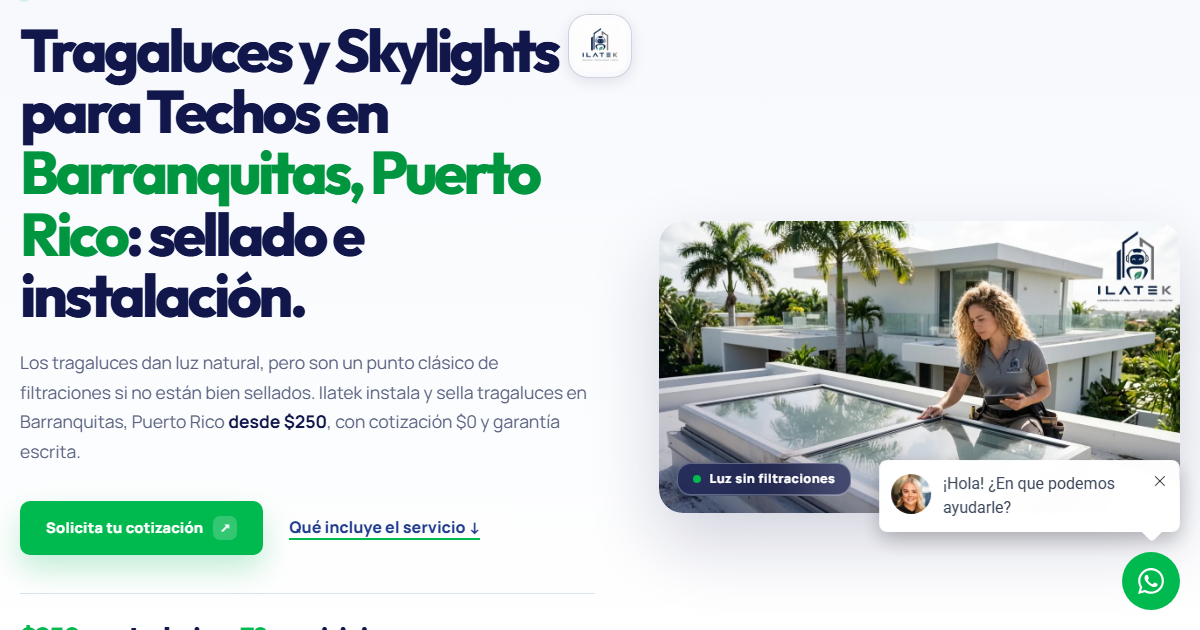 Tragaluces y Skylights
ILATEK
para Techos en
Barranquitas, Puerto
Rico: sellado e
instalación.
Los tragaluces dan luz natural, pero son un punto clásico de
filtraciones si no están bien sellados. Ilatek instala y sella tragaluces en
Barranquitas, Puerto Rico desde $250, con cotización $0 y garantía
escrita.
Solicita tu cotización ↗
Qué incluye el servicio ↓
ILATEK
Luz sin filtraciones
¡Hola! ¿En que podemos
ayudarle?